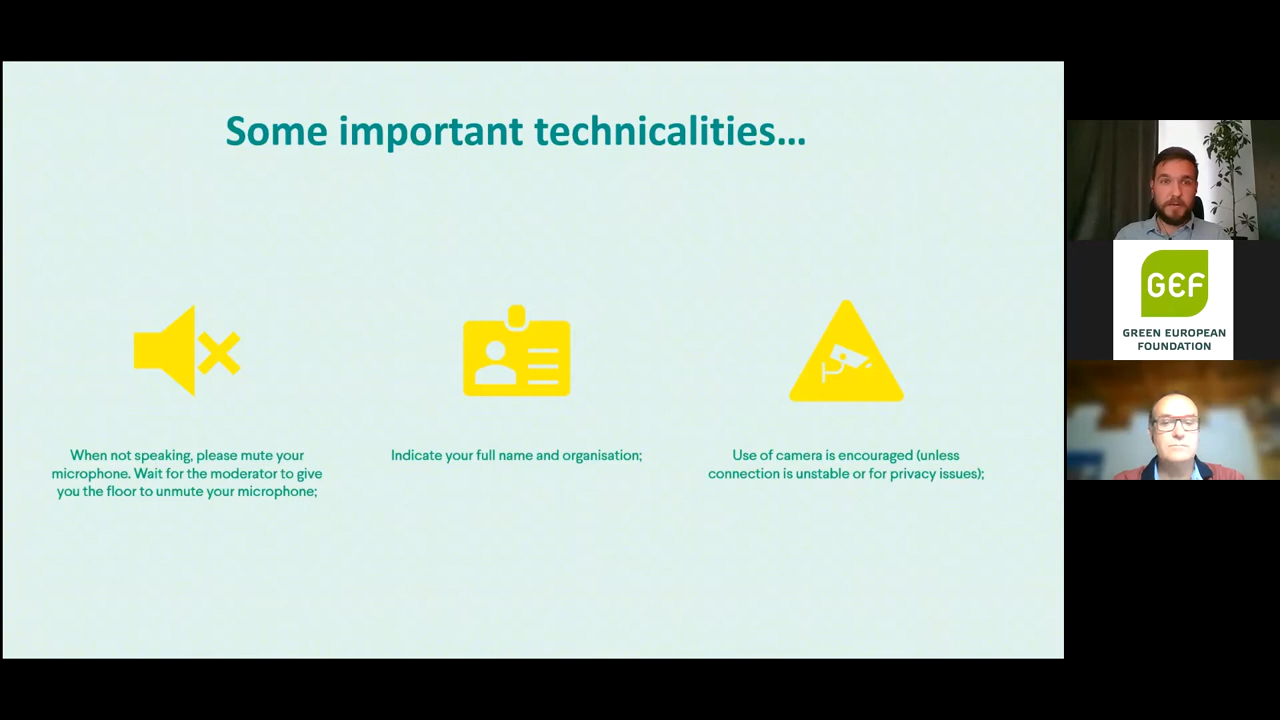 Some important technicalities...
When not speaking, please mute your
microphone. Wait for the moderator to give
you the floor to unmute your microphone;
Indicate your full name and organisation;
Use of camera is encouraged (unless
connection is unstable or for privacy issues);
GEF
GREEN EUROPEAN
FOUNDATION